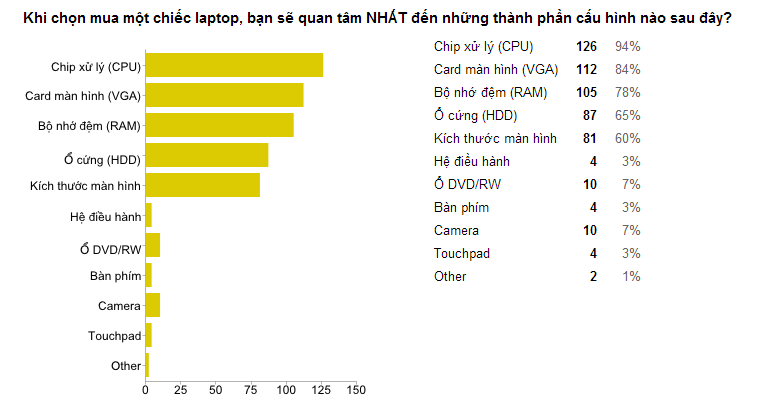 Khi chọn mua một chiếc laptop, bạn sẽ quan tâm NHẤT đến những thành phần cấu hình nào sau đây?
Chip xử lý (CPU)
Card màn hình (VGA)
Bộ nhớ đệm (RAM)
Ổ cứng (HDD)
Kích thước màn hình
Hệ điều hành
Ổ DVD/RW
Bàn phím
Camera
Touchpad
Other
0 25 50 75 100 125 150
Chip xử lý (CPU) 126 94%
Card màn hình (VGA) 112 84%
Bộ nhớ đệm (RAM) 105 78%
Ổ cứng (HDD) 87 65%
Kích thước màn hình 81 60%
Hệ điều hành 4 3%
Ổ DVD/RW 10 7%
Bàn phím 4 3%
Camera 10 7%
Touchpad 4 3%
Other 2 1%